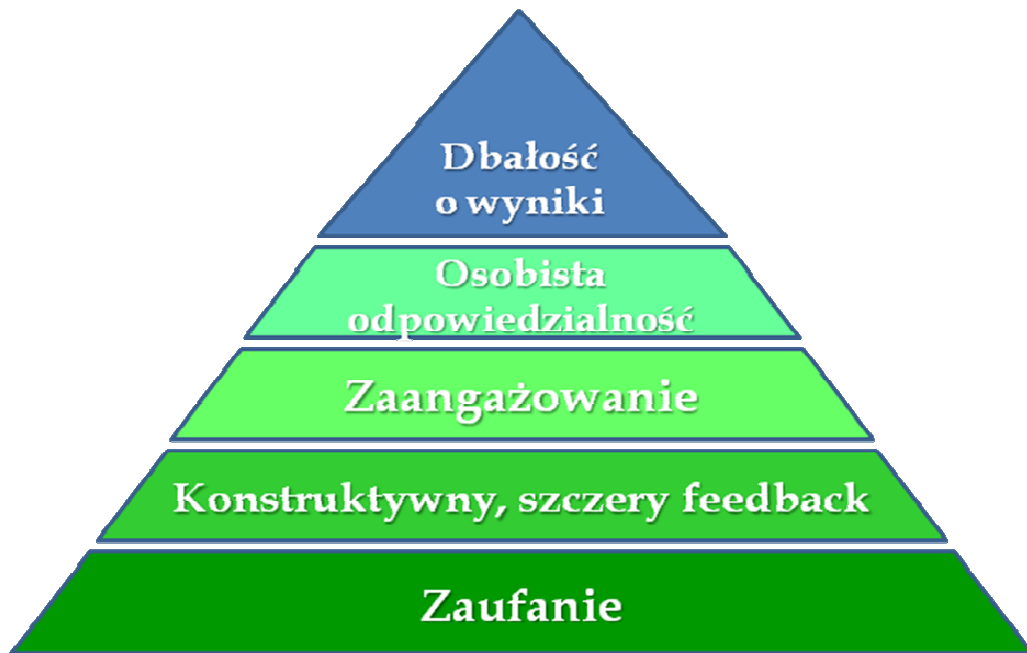 Dbałość
o wyniki
Osobista
odpowiedzialność
Zaangażowanie
Konstruktywny, szczery feedback
Zaufanie